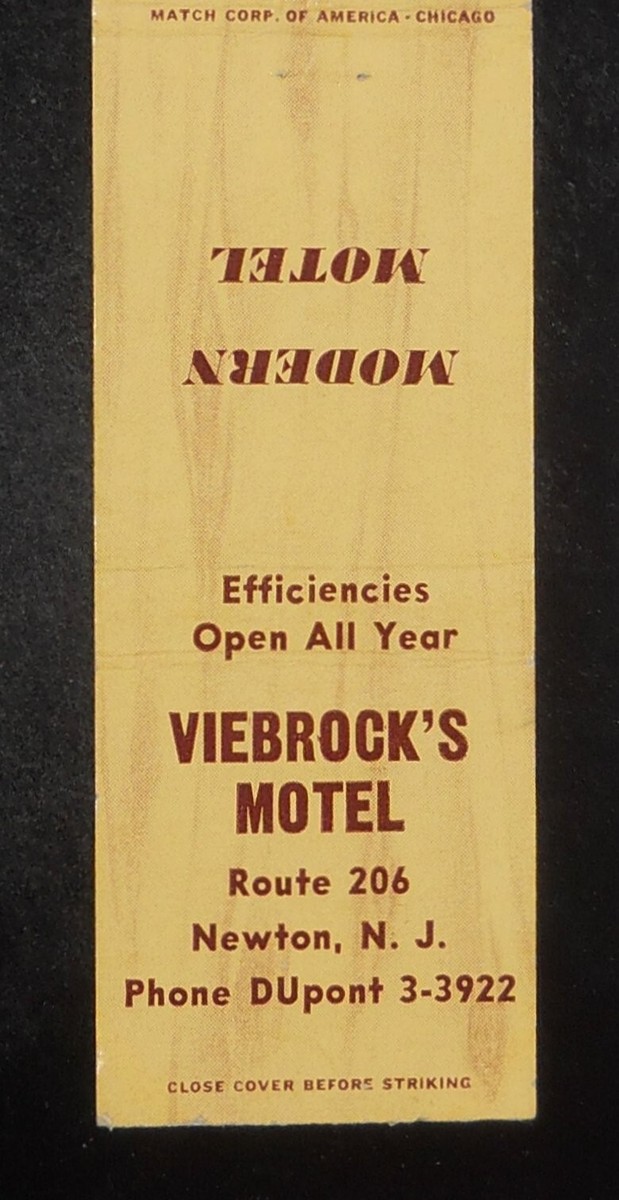 MATCH CORP. OF AMERICA - CHICAGO
MODERN
MOTEL
Efficiencies
Open All Year
VIEBROCK'S
MOTEL
Route 206
Newton, N. J.
Phone DUpont 3-3922
CLOSE COVER BEFORE STRIKING